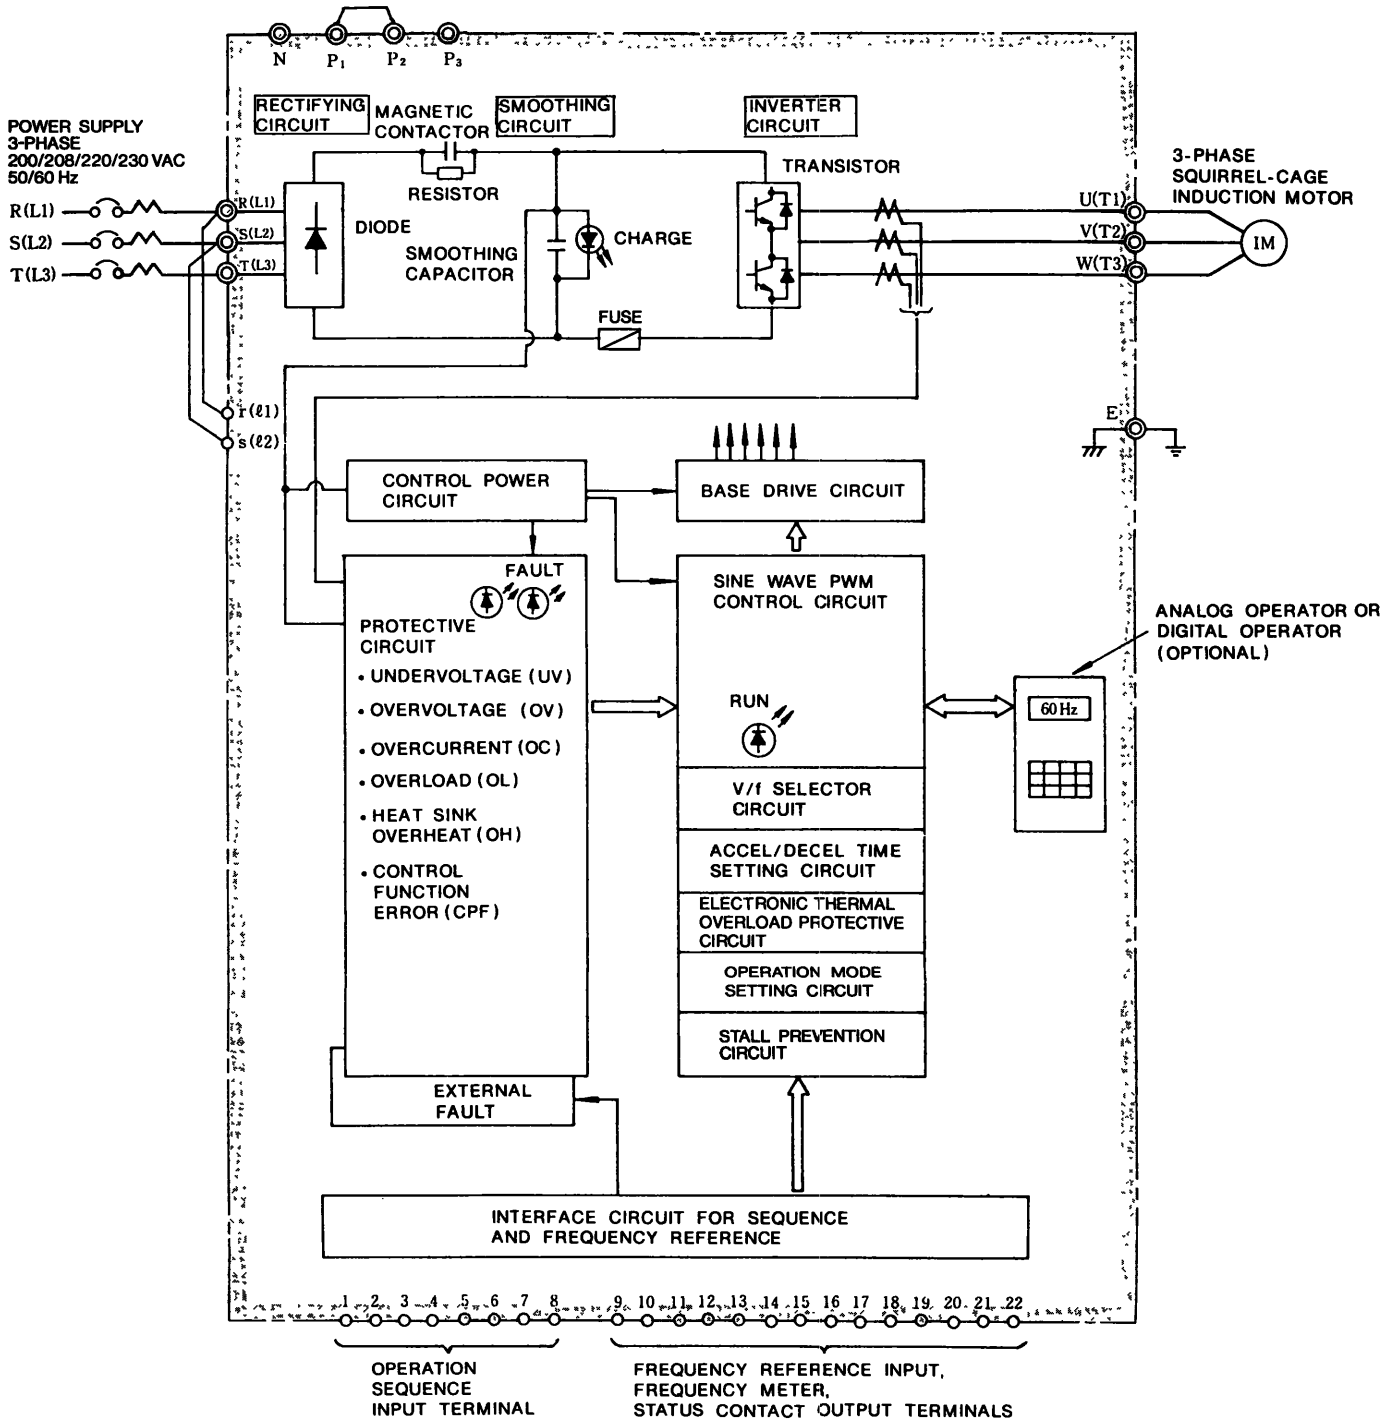 N
P1
P2
P3
RECTIFYING
CIRCUIT
MAGNETIC
CONTACTOR
SMOOTHING
CIRCUIT
INVERTER
CIRCUIT
POWER SUPPLY
3-PHASE
200/208/220/230 VAC
50/60 Hz
RESISTOR
TRANSISTOR
3-PHASE
SQUIRREL-CAGE
INDUCTION MOTOR
R(L1)
R(L1)
DIODE
U(T1)
S(L2)
S(L2)
SMOOTHING
CAPACITOR
CHARGE
V(T2)
IM
T(L3)
T(L3)
W(T3)
FUSE
r(ℓ1)
s(ℓ2)
E
CONTROL POWER
CIRCUIT
BASE DRIVE CIRCUIT
FAULT
PROTECTIVE
CIRCUIT
• UNDERVOLTAGE (UV)
• OVERVOLTAGE (OV)
• OVERCURRENT (OC)
• OVERLOAD (OL)
• HEAT SINK
OVERHEAT (OH)
• CONTROL
FUNCTION
ERROR (CPF)
SINE WAVE PWM
CONTROL CIRCUIT
RUN
V/f SELECTOR
CIRCUIT
ACCEL/DECEL TIME
SETTING CIRCUIT
ELECTRONIC THERMAL
OVERLOAD PROTECTIVE
CIRCUIT
OPERATION MODE
SETTING CIRCUIT
STALL PREVENTION
CIRCUIT
ANALOG OPERATOR OR
DIGITAL OPERATOR
(OPTIONAL)
60 Hz
EXTERNAL
FAULT
INTERFACE CIRCUIT FOR SEQUENCE
AND FREQUENCY REFERENCE
1 2 3 4 5 6 7 8 9 10 11 12 13 14 15 16 17 18 19 20 21 22
OPERATION
SEQUENCE
INPUT TERMINAL
FREQUENCY REFERENCE INPUT,
FREQUENCY METER,
STATUS CONTACT OUTPUT TERMINALS